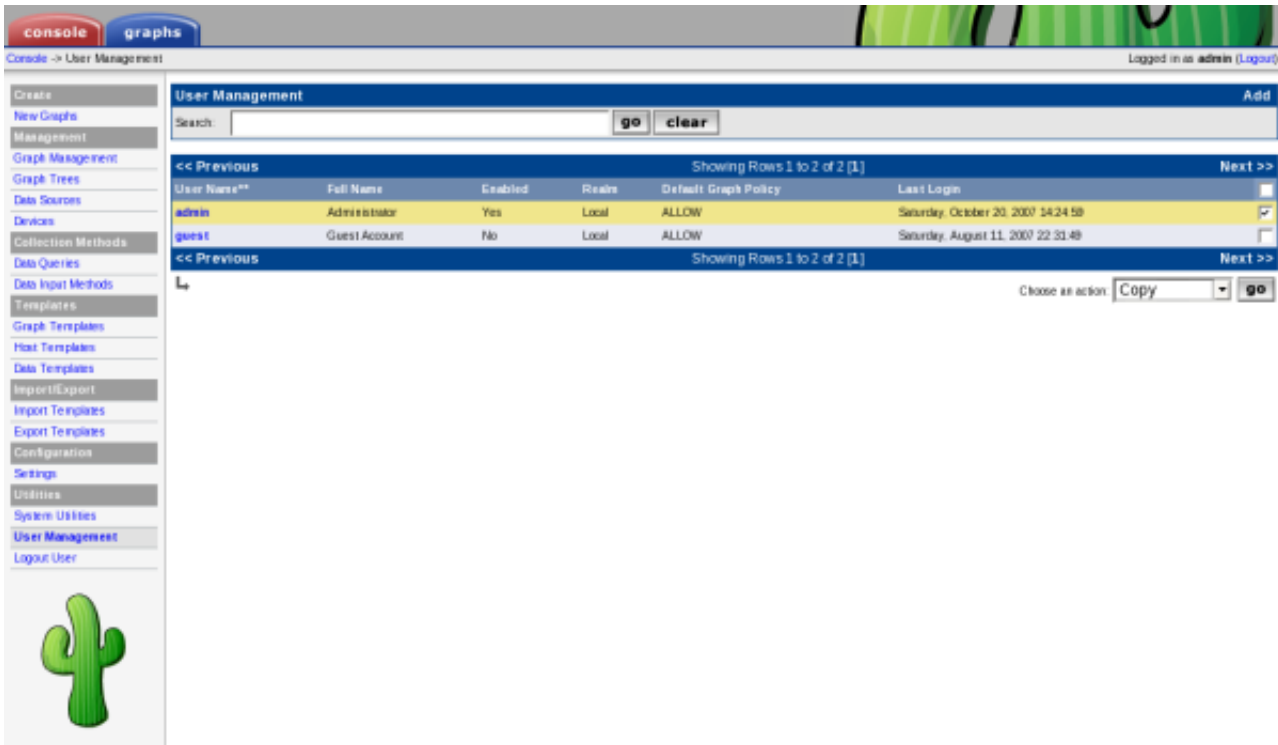 console graphs
Console -> User Management
Logged in as admin (Logout)
Create
New Graphs
Management
Graph Management
Graph Trees
Data Sources
Devices
Collection Methods
Data Queries
Data Input Methods
Templates
Graph Templates
Host Templates
Data Templates
Import/Export
Import Templates
Export Templates
Configuration
Settings
Utilities
System Utilities
User Management
Logout User
User Management Add
Search: go clear
<< Previous Showing Rows 1 to 2 of 2 [1] Next >>
User Name** Full Name Enabled Realm Default Graph Policy Last Login
admin Administrator Yes Local ALLOW Saturday, October 20, 2007 14:24:59
guest Guest Account No Local ALLOW Saturday, August 11, 2007 22:31:49
<< Previous Showing Rows 1 to 2 of 2 [1] Next >>
Choose an action: Copy go